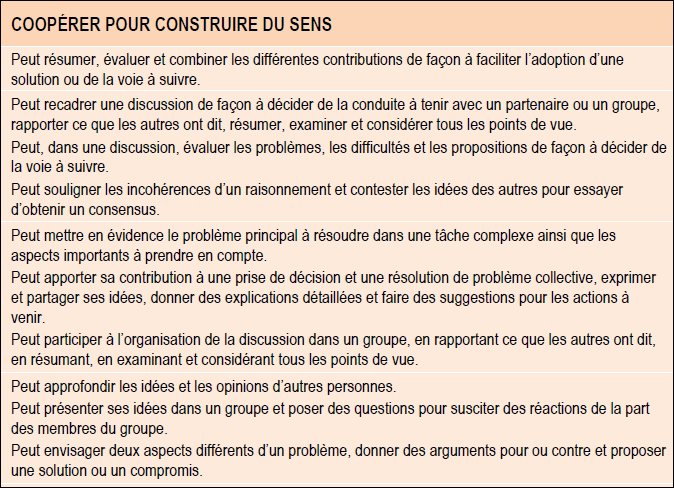 COOPÉRER POUR CONSTRUIRE DU SENS
Peut résumer, évaluer et combiner les différentes contributions de façon à faciliter l'adoption d'une
solution ou de la voie à suivre.
Peut recadrer une discussion de façon à décider de la conduite à tenir avec un partenaire ou un groupe,
rapporter ce que les autres ont dit, résumer, examiner et considérer tous les points de vue.
Peut, dans une discussion, évaluer les problèmes, les difficultés et les propositions de façon à décider de
la voie à suivre.
Peut souligner les incohérences d'un raisonnement et contester les idées des autres pour essayer
d'obtenir un consensus.
Peut mettre en évidence le problème principal à résoudre dans une tâche complexe ainsi que les
aspects importants à prendre en compte.
Peut apporter sa contribution à une prise de décision et une résolution de problème collective, exprimer
et partager ses idées, donner des explications détaillées et faire des suggestions pour les actions à
venir.
Peut participer à l'organisation de la discussion dans un groupe, en rapportant ce que les autres ont dit,
en résumant, en examinant et considérant tous les points de vue.
Peut approfondir les idées et les opinions d'autres personnes.
Peut présenter ses idées dans un groupe et poser des questions pour susciter des réactions de la part
des membres du groupe.
Peut envisager deux aspects différents d'un problème, donner des arguments pour ou contre et proposer
une solution ou un compromis.